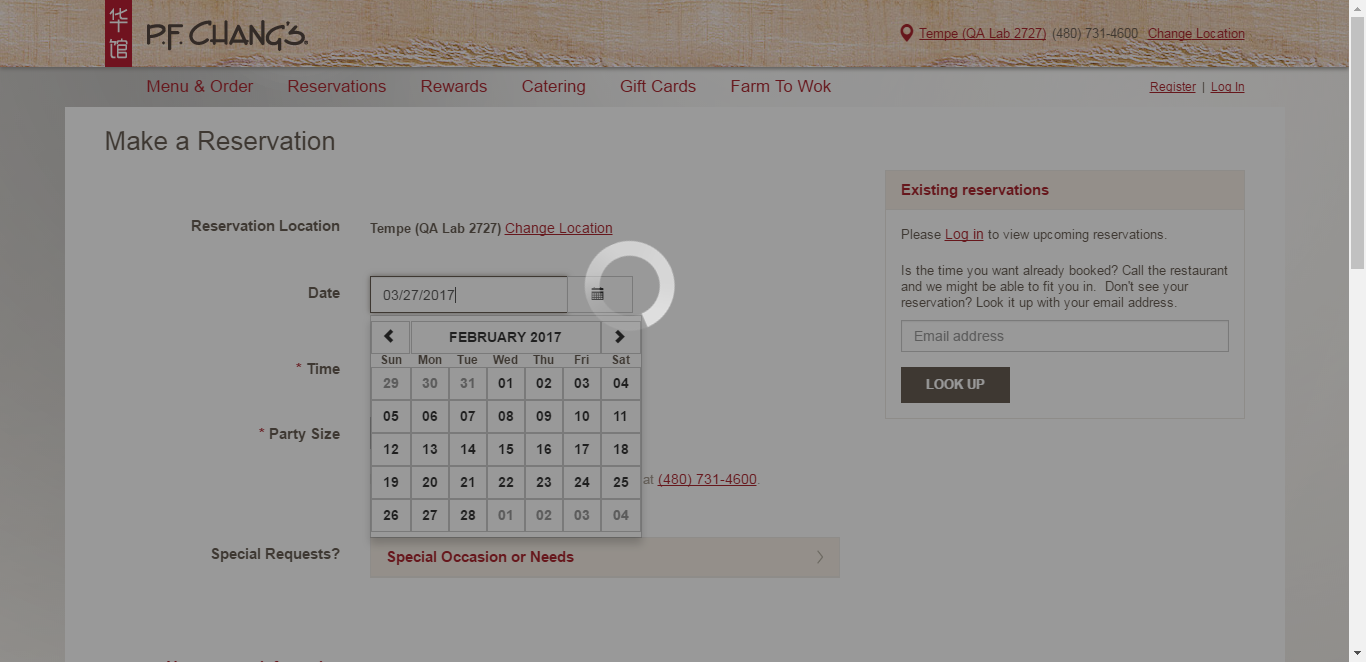 华
馆
P.F. CHANG'S.
Tempe (QA Lab 2727) (480) 731-4600 Change Location
Menu & Order Reservations Rewards Catering Gift Cards Farm To Wok
Register | Log In
Make a Reservation
Reservation Location
Tempe (QA Lab 2727) Change Location
Date
03/27/2017
FEBRUARY 2017
Sun Mon Tue Wed Thu Fri Sat
29 30 31 01 02 03 04
05 06 07 08 09 10 11
12 13 14 15 16 17 18
19 20 21 22 23 24 25
26 27 28 01 02 03 04
* Time
* Party Size
at (480) 731-4600.
Special Requests?
Special Occasion or Needs
Existing reservations
Please Log in to view upcoming reservations.
Is the time you want already booked? Call the restaurant
and we might be able to fit you in. Don't see your
reservation? Look it up with your email address.
Email address
LOOK UP